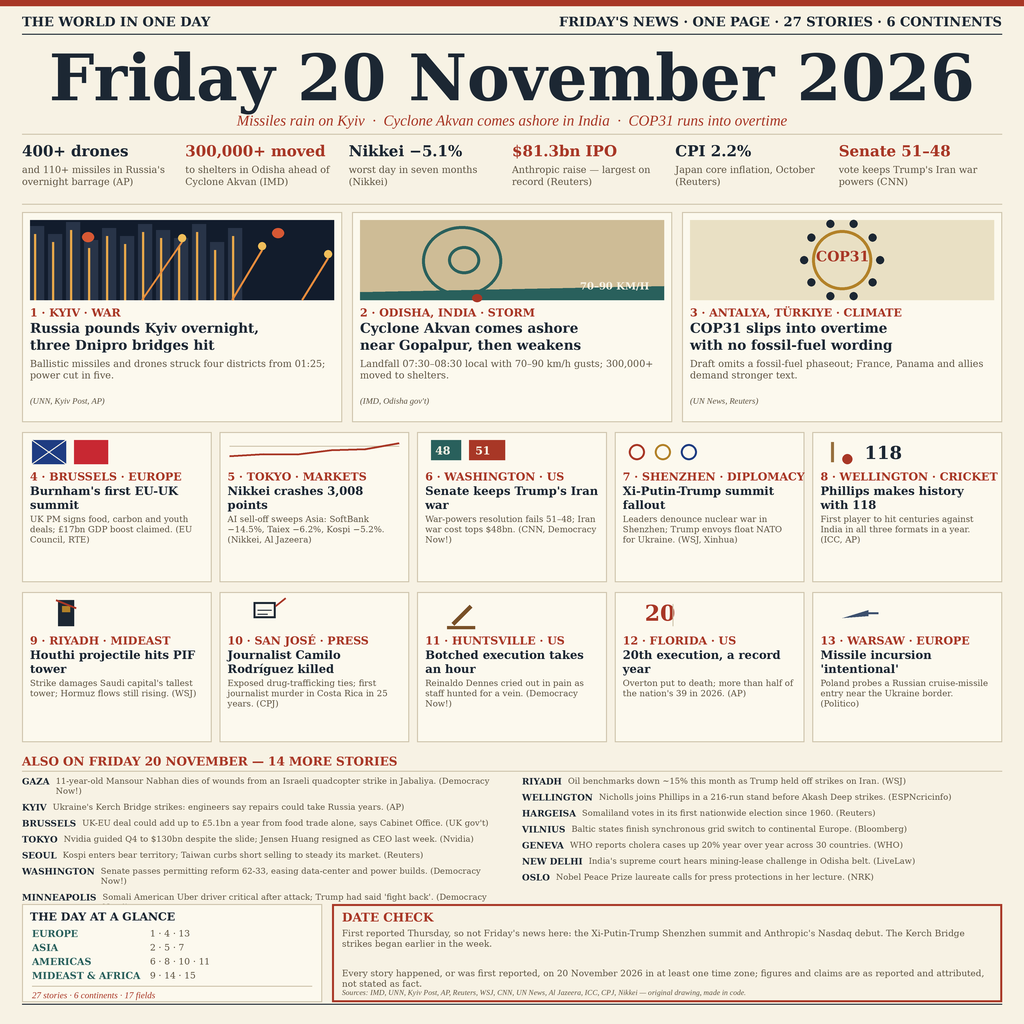 THE WORLD IN ONE DAY
FRIDAY'S NEWS · ONE PAGE · 27 STORIES · 6 CONTINENTS
Friday 20 November 2026
Missiles rain on Kyiv · Cyclone Akvan comes ashore in India · COP31 runs into overtime
400+ drones
and 110+ missiles in Russia's
overnight barrage (AP)
300,000+ moved
to shelters in Odisha ahead of
Cyclone Akvan (IMD)
Nikkei −5.1%
worst day in seven months
(Nikkei)
$81.3bn IPO
Anthropic raise — largest on
record (Reuters)
CPI 2.2%
Japan core inflation, October
(Reuters)
Senate 51–48
vote keeps Trump's Iran war
powers (CNN)
1 · KYIV · WAR
Russia pounds Kyiv overnight,
three Dnipro bridges hit
Ballistic missiles and drones struck four districts from 01:25;
power cut in five.
(UNN, Kyiv Post, AP)
70–90 KM/H
2 · ODISHA, INDIA · STORM
Cyclone Akvan comes ashore
near Gopalpur, then weakens
Landfall 07:30–08:30 local with 70–90 km/h gusts; 300,000+
moved to shelters.
(IMD, Odisha gov't)
COP31
3 · ANTALYA, TÜRKIYE · CLIMATE
COP31 slips into overtime
with no fossil-fuel wording
Draft omits a fossil-fuel phaseout; France, Panama and allies
demand stronger text.
(UN News, Reuters)
4 · BRUSSELS · EUROPE
Burnham's first EU-UK
summit
UK PM signs food, carbon and youth
deals; £17bn GDP boost claimed. (EU
Council, RTE)
5 · TOKYO · MARKETS
Nikkei crashes 3,008
points
AI sell-off sweeps Asia: SoftBank
−14.5%, Taiex −6.2%, Kospi −5.2%.
(Nikkei, Al Jazeera)
48
51
6 · WASHINGTON · US
Senate keeps Trump's Iran
war
War-powers resolution fails 51–48; Iran
war cost tops $48bn. (CNN, Democracy
Now!)
7 · SHENZHEN · DIPLOMACY
Xi-Putin-Trump summit
fallout
Leaders denounce nuclear war in
Shenzhen; Trump envoys float NATO
for Ukraine. (WSJ, Xinhua)
118
8 · WELLINGTON · CRICKET
Phillips makes history
with 118
First player to hit centuries against
India in all three formats in a year.
(ICC, AP)
9 · RIYADH · MIDEAST
Houthi projectile hits PIF
tower
Strike damages Saudi capital's tallest
tower; Hormuz flows still rising. (WSJ)
10 · SAN JOSÉ · PRESS
Journalist Camilo
Rodríguez killed
Exposed drug-trafficking ties; first
journalist murder in Costa Rica in 25
years. (CPJ)
11 · HUNTSVILLE · US
Botched execution takes
an hour
Reinaldo Dennes cried out in pain as
staff hunted for a vein. (Democracy
Now!)
20
12 · FLORIDA · US
20th execution, a record
year
Overton put to death; more than half of
the nation's 39 in 2026. (AP)
13 · WARSAW · EUROPE
Missile incursion
'intentional'
Poland probes a Russian cruise-missile
entry near the Ukraine border.
(Politico)
ALSO ON FRIDAY 20 NOVEMBER — 14 MORE STORIES
GAZA 11-year-old Mansour Nabhan dies of wounds from an Israeli quadcopter strike in Jabaliya. (Democracy
Now!)
KYIV Ukraine's Kerch Bridge strikes: engineers say repairs could take Russia years. (AP)
BRUSSELS UK-EU deal could add up to £5.1bn a year from food trade alone, says Cabinet Office. (UK gov't)
TOKYO Nvidia guided Q4 to $130bn despite the slide; Jensen Huang resigned as CEO last week. (Nvidia)
SEOUL Kospi enters bear territory; Taiwan curbs short selling to steady its market. (Reuters)
WASHINGTON Senate passes permitting reform 62-33, easing data-center and power builds. (Democracy
Now!)
MINNEAPOLIS Somali American Uber driver critical after attack; Trump had said 'fight back'. (Democracy
RIYADH Oil benchmarks down ~15% this month as Trump held off strikes on Iran. (WSJ)
WELLINGTON Nicholls joins Phillips in a 216-run stand before Akash Deep strikes. (ESPNcricinfo)
HARGEISA Somaliland votes in its first nationwide election since 1960. (Reuters)
VILNIUS Baltic states finish synchronous grid switch to continental Europe. (Bloomberg)
GENEVA WHO reports cholera cases up 20% year over year across 30 countries. (WHO)
NEW DELHI India's supreme court hears mining-lease challenge in Odisha belt. (LiveLaw)
OSLO Nobel Peace Prize laureate calls for press protections in her lecture. (NRK)
THE DAY AT A GLANCE
EUROPE 1 · 4 · 13
ASIA 2 · 5 · 7
AMERICAS 6 · 8 · 10 · 11
MIDEAST & AFRICA 9 · 14 · 15
27 stories · 6 continents · 17 fields
DATE CHECK
First reported Thursday, so not Friday's news here: the Xi-Putin-Trump Shenzhen summit and Anthropic's Nasdaq debut. The Kerch Bridge
strikes began earlier in the week.
Every story happened, or was first reported, on 20 November 2026 in at least one time zone; figures and claims are as reported and attributed,
not stated as fact.
Sources: IMD, UNN, Kyiv Post, AP, Reuters, WSJ, CNN, UN News, Al Jazeera, ICC, CPJ, Nikkei — original drawing, made in code.